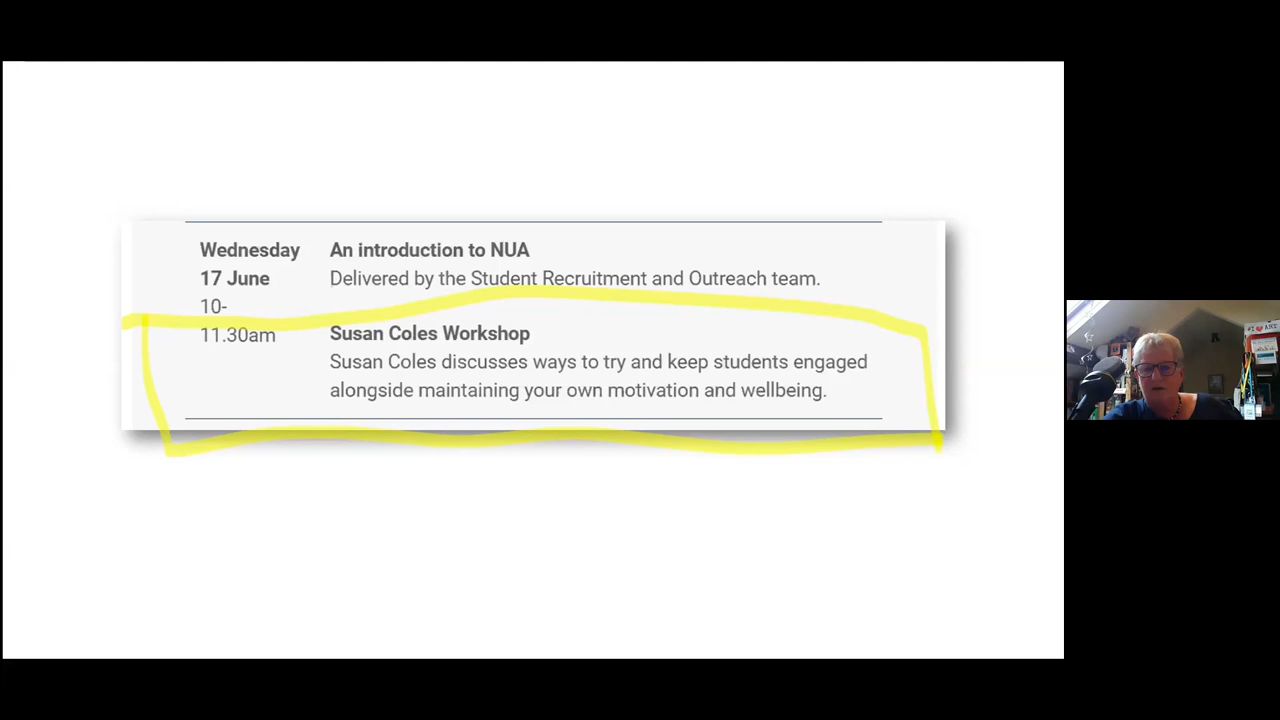 Wednesday
17 June
10-
11.30am
An introduction to NUA
Delivered by the Student Recruitment and Outreach team.
Susan Coles Workshop
Susan Coles discusses ways to try and keep students engaged
alongside maintaining your own motivation and wellbeing.